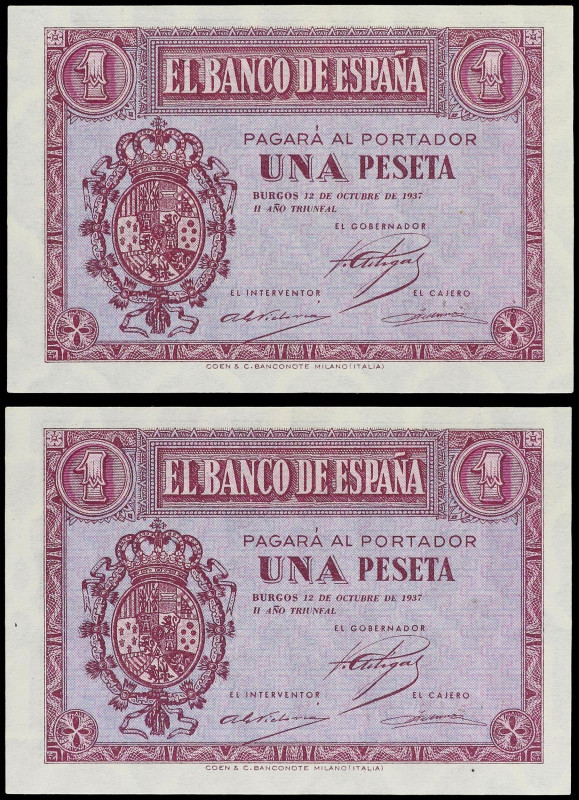 1 EL BANCO DE ESPAÑA 1
PAGARÁ AL PORTADOR
UNA PESETA
BURGOS 12 DE OCTUBRE DE 1937
II AÑO TRIUNFAL
EL GOBERNADOR
EL INTERVENTOR EL CAJERO
COEN & C. BANCONOTE MILANO (ITALIA)
1 EL BANCO DE ESPAÑA 1
PAGARÁ AL PORTADOR
UNA PESETA
BURGOS 12 DE OCTUBRE DE 1937
II AÑO TRIUNFAL
EL GOBERNADOR
EL INTERVENTOR EL CAJERO
COEN & C. BANCONOTE MILANO (ITALIA)